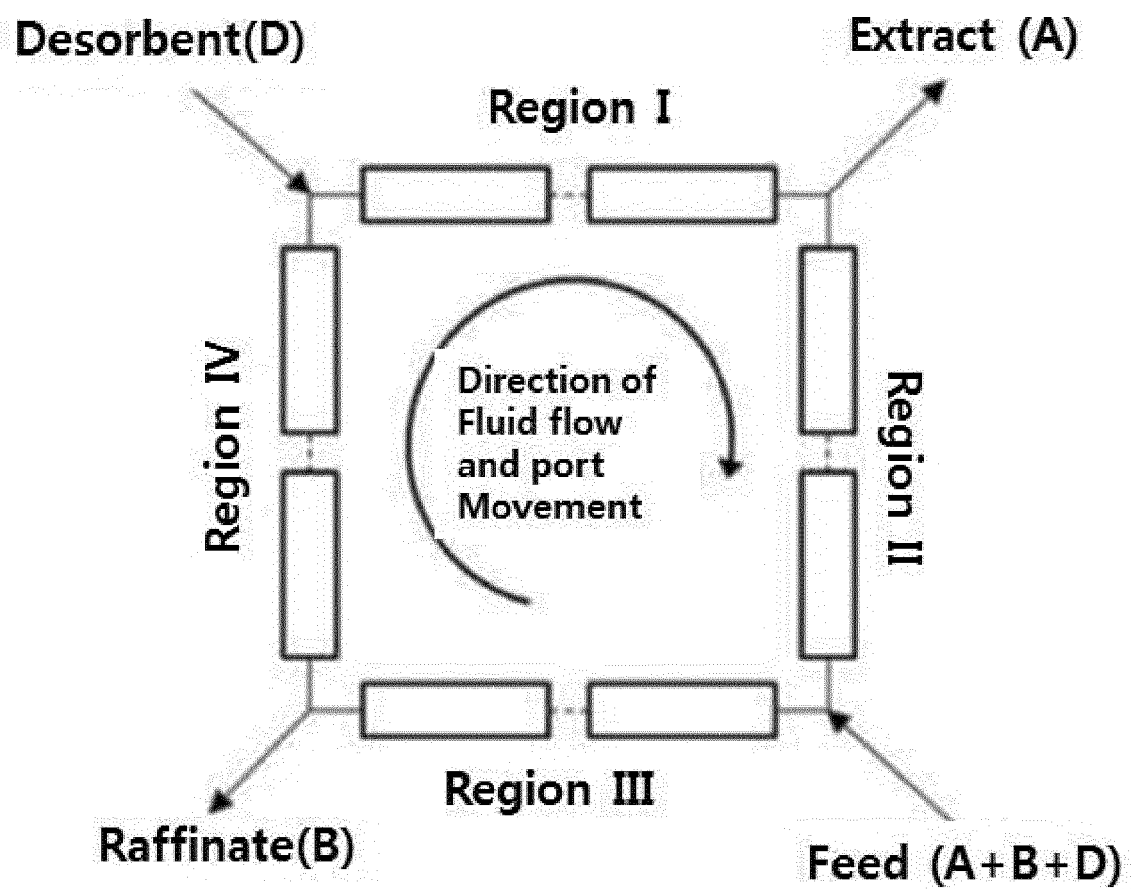 Desorbent(D)
Extract (A)
Region I
Region IV
Direction of
Fluid flow
and port
Movement
Region II
Region III
Raffinate(B)
Feed (A+B+D)